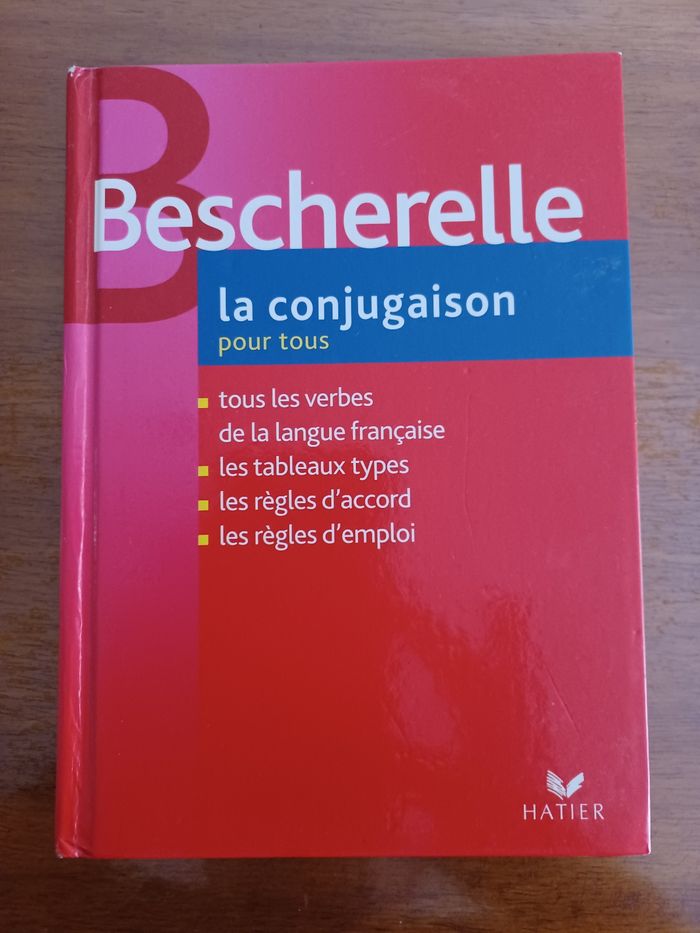 B
Bescherelle
la conjugaison
pour tous
tous les verbes
de la langue française
les tableaux types
les règles d'accord
les règles d'emploi
HATIER